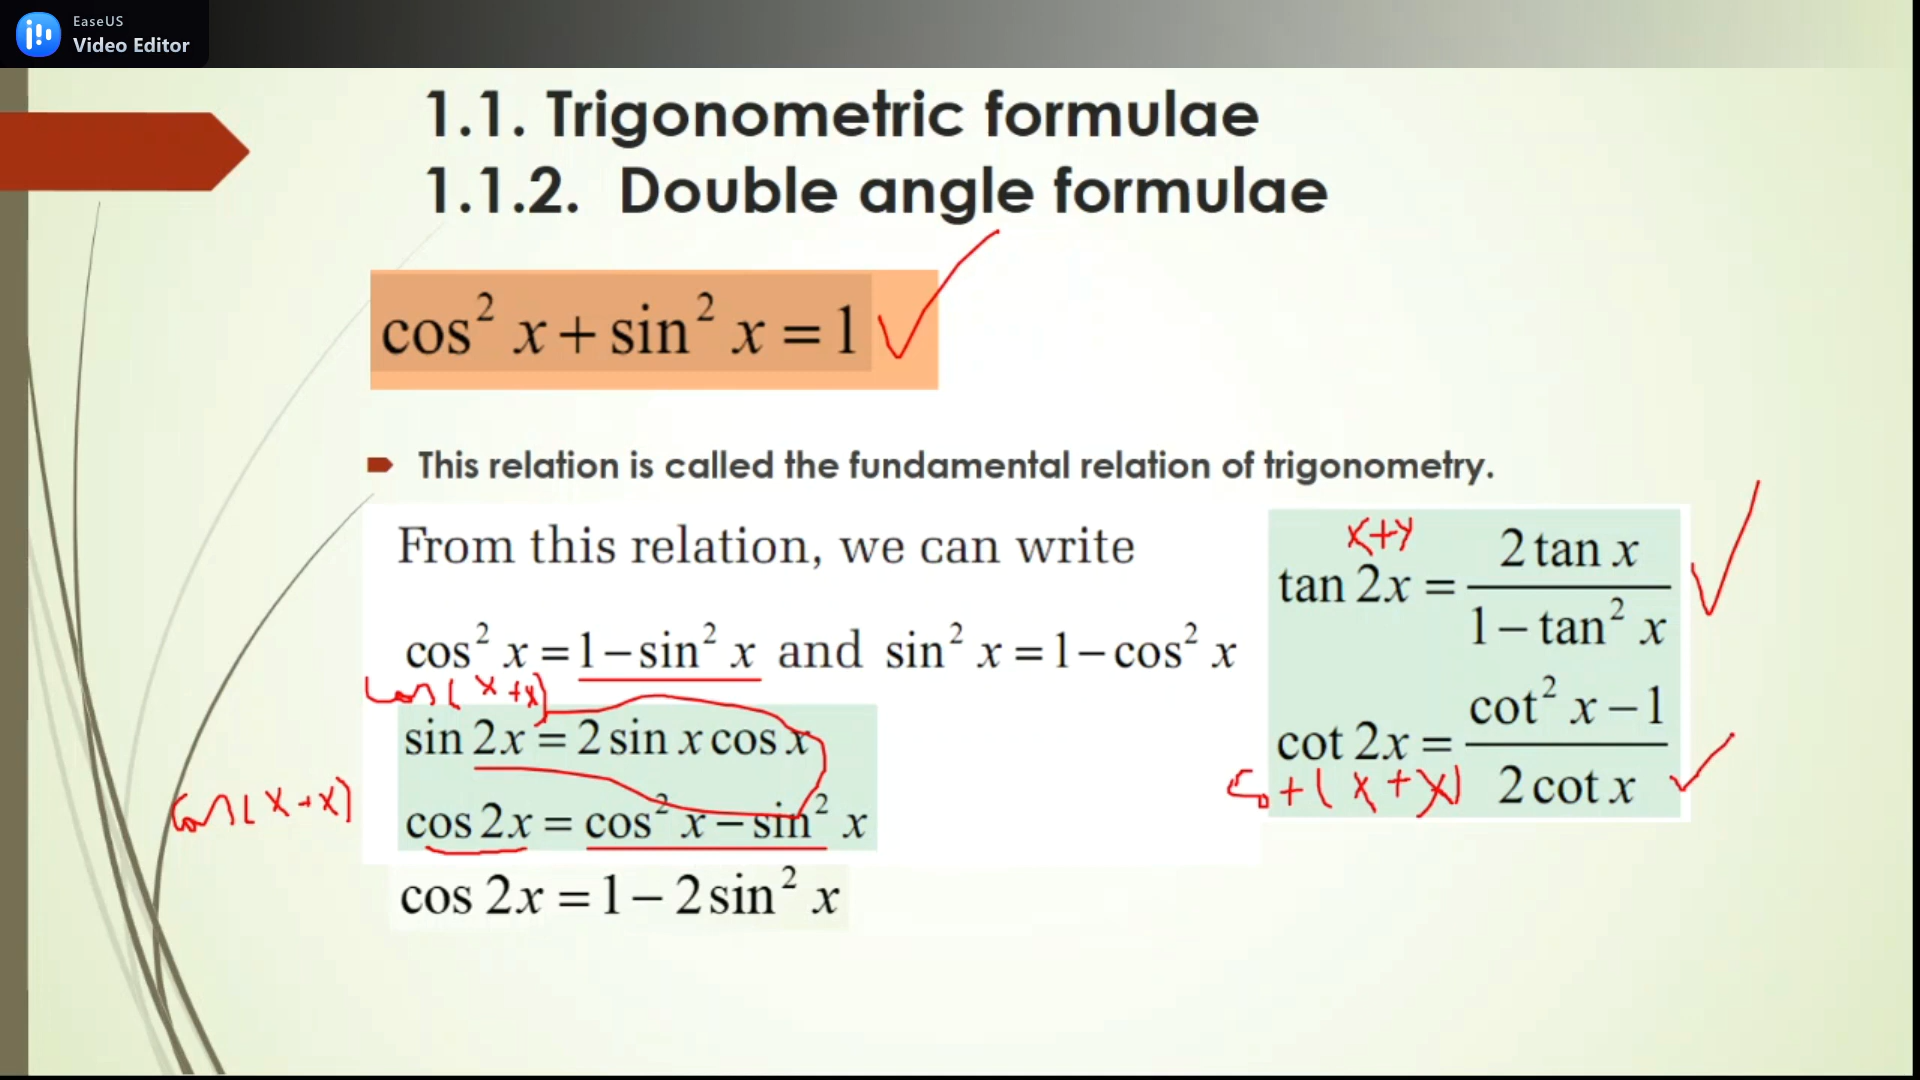 EaseUS
Video Editor
1.1. Trigonometric formulae
1.1.2. Double angle formulae
cos² x + sin² x = 1
This relation is called the fundamental relation of trigonometry.
From this relation, we can write
cos² x = 1 − sin² x and sin² x = 1 − cos² x
cos(x+x)
sin 2x = 2 sin x cos x
cos(x+x)
cos 2x = cos² x − sin² x
cos 2x = 1 − 2 sin² x
x+y
tan 2x = 2 tan x / 1 − tan² x
cot 2x = cot² x − 1 / 2 cot x
cot(x+x)